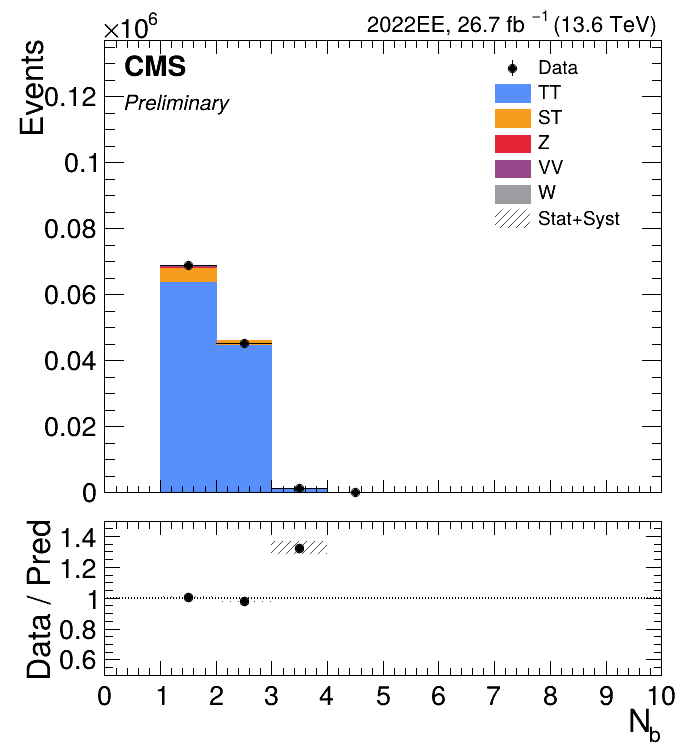 ×10^6
2022EE, 26.7 fb^-1 (13.6 TeV)
Events
CMS
Preliminary
Data
TT
ST
Z
VV
W
Stat+Syst
0.12
0.1
0.08
0.06
0.04
0.02
0
Data / Pred
1.4
1.2
1
0.8
0.6
0 1 2 3 4 5 6 7 8 9 10
N_b